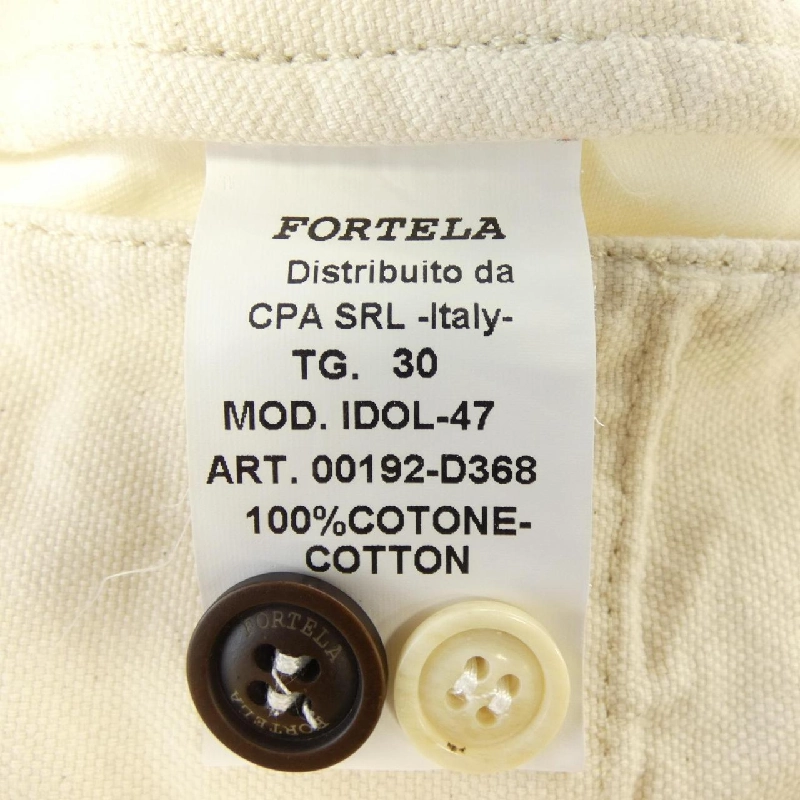 FORTELA
Distribuito da
CPA SRL -Italy-
TG. 30
MOD. IDOL-47
ART. 00192-D368
100%COTONE-
COTTON
FORTELA
FORTELA